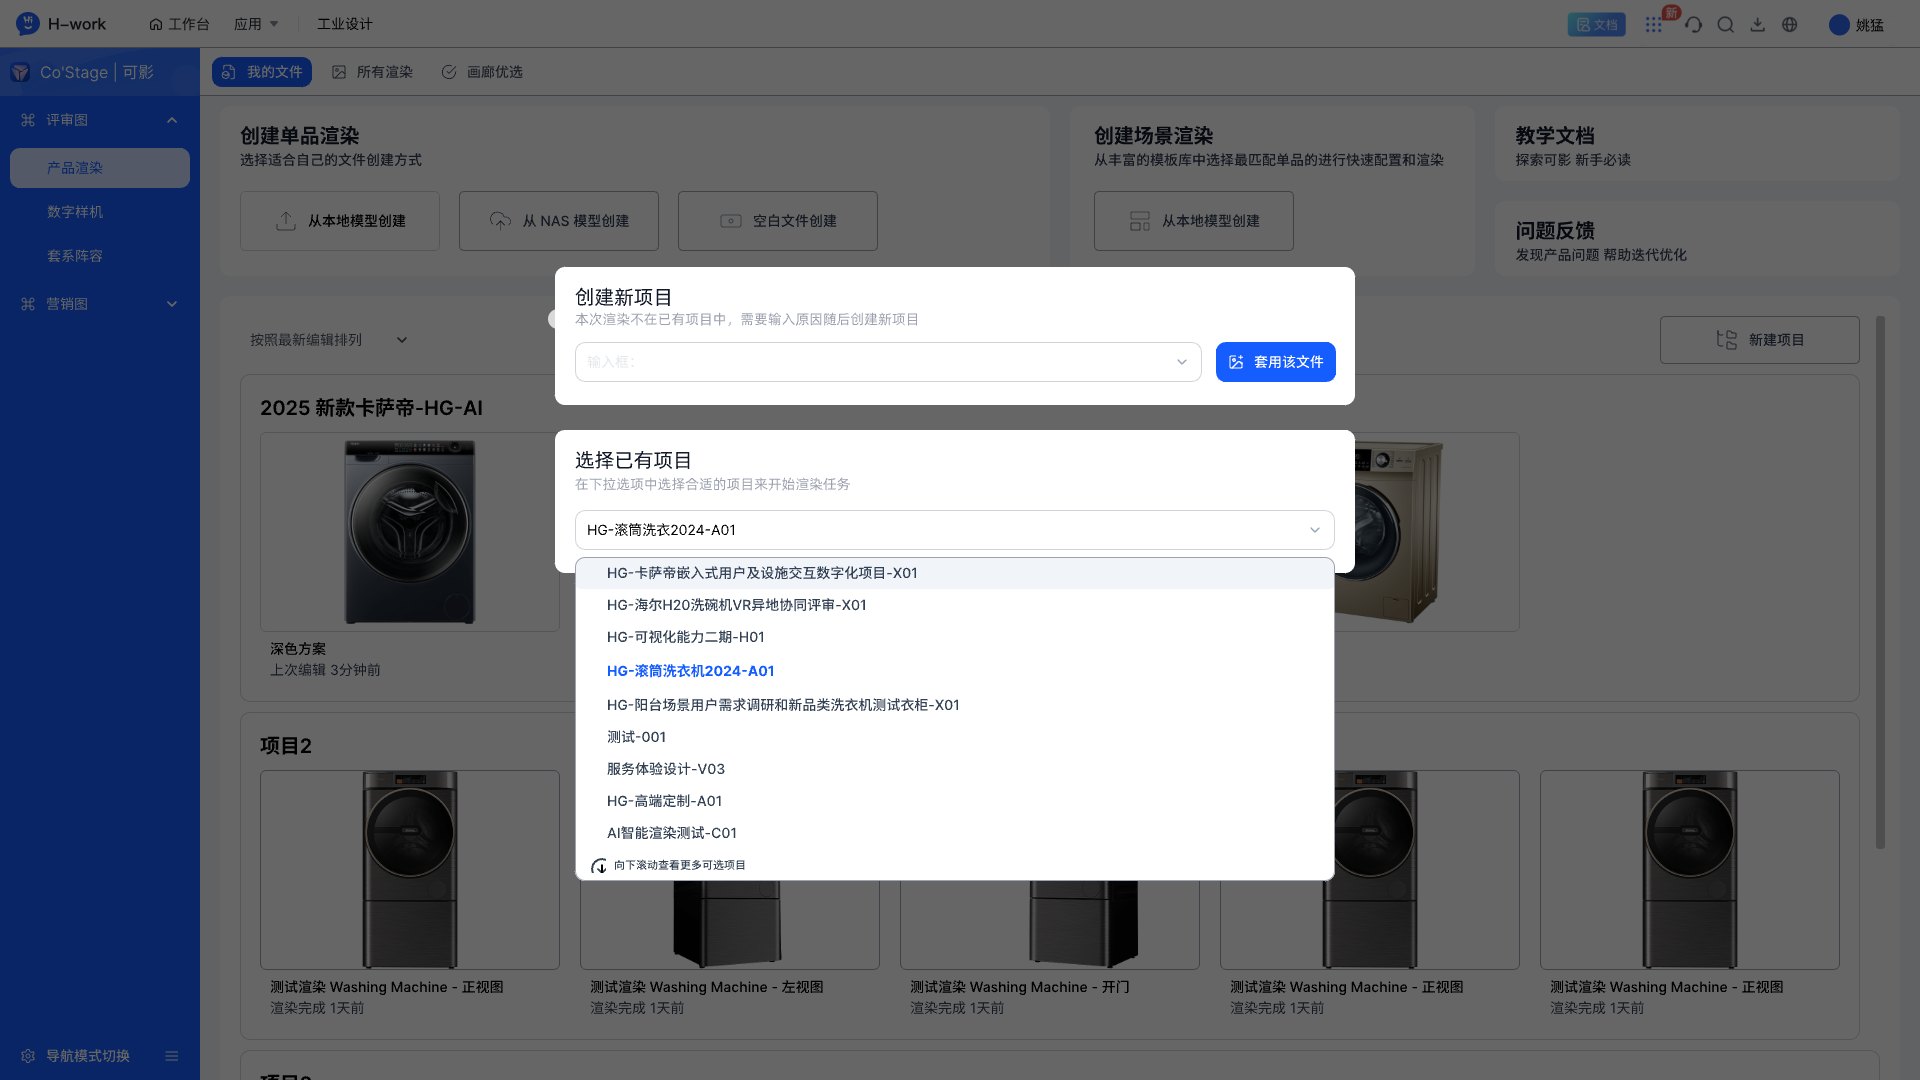 H-work
工作台
应用
工业设计
文档
新
姚猛
Co'Stage | 可影
我的文件
所有渲染
画廊优选
评审图
产品渲染
数字样机
套系阵容
营销图
导航模式切换
创建单品渲染
选择适合自己的文件创建方式
从本地模型创建
从 NAS 模型创建
空白文件创建
创建场景渲染
从丰富的模板库中选择最匹配单品的进行快速配置和渲染
从本地模型创建
教学文档
探索可影 新手必读
问题反馈
发现产品问题 帮助迭代优化
按照最新编辑排列
新建项目
创建新项目
本次渲染不在已有项目中，需要输入原因随后创建新项目
输入框:
套用该文件
选择已有项目
在下拉选项中选择合适的项目来开始渲染任务
HG-滚筒洗衣2024-A01
HG-卡萨帝嵌入式用户及设施交互数字化项目-X01
HG-海尔H20洗碗机VR异地协同评审-X01
HG-可视化能力二期-H01
HG-滚筒洗衣机2024-A01
HG-阳台场景用户需求调研和新品类洗衣机测试衣柜-X01
测试-001
服务体验设计-V03
HG-高端定制-A01
AI智能渲染测试-C01
向下滚动查看更多可选项目
2025 新款卡萨帝-HG-AI
深色方案
上次编辑 3分钟前
项目2
测试渲染 Washing Machine - 正视图
渲染完成 1天前
测试渲染 Washing Machine - 左视图
渲染完成 1天前
测试渲染 Washing Machine - 开门
渲染完成 1天前
测试渲染 Washing Machine - 正视图
渲染完成 1天前
测试渲染 Washing Machine - 正视图
渲染完成 1天前